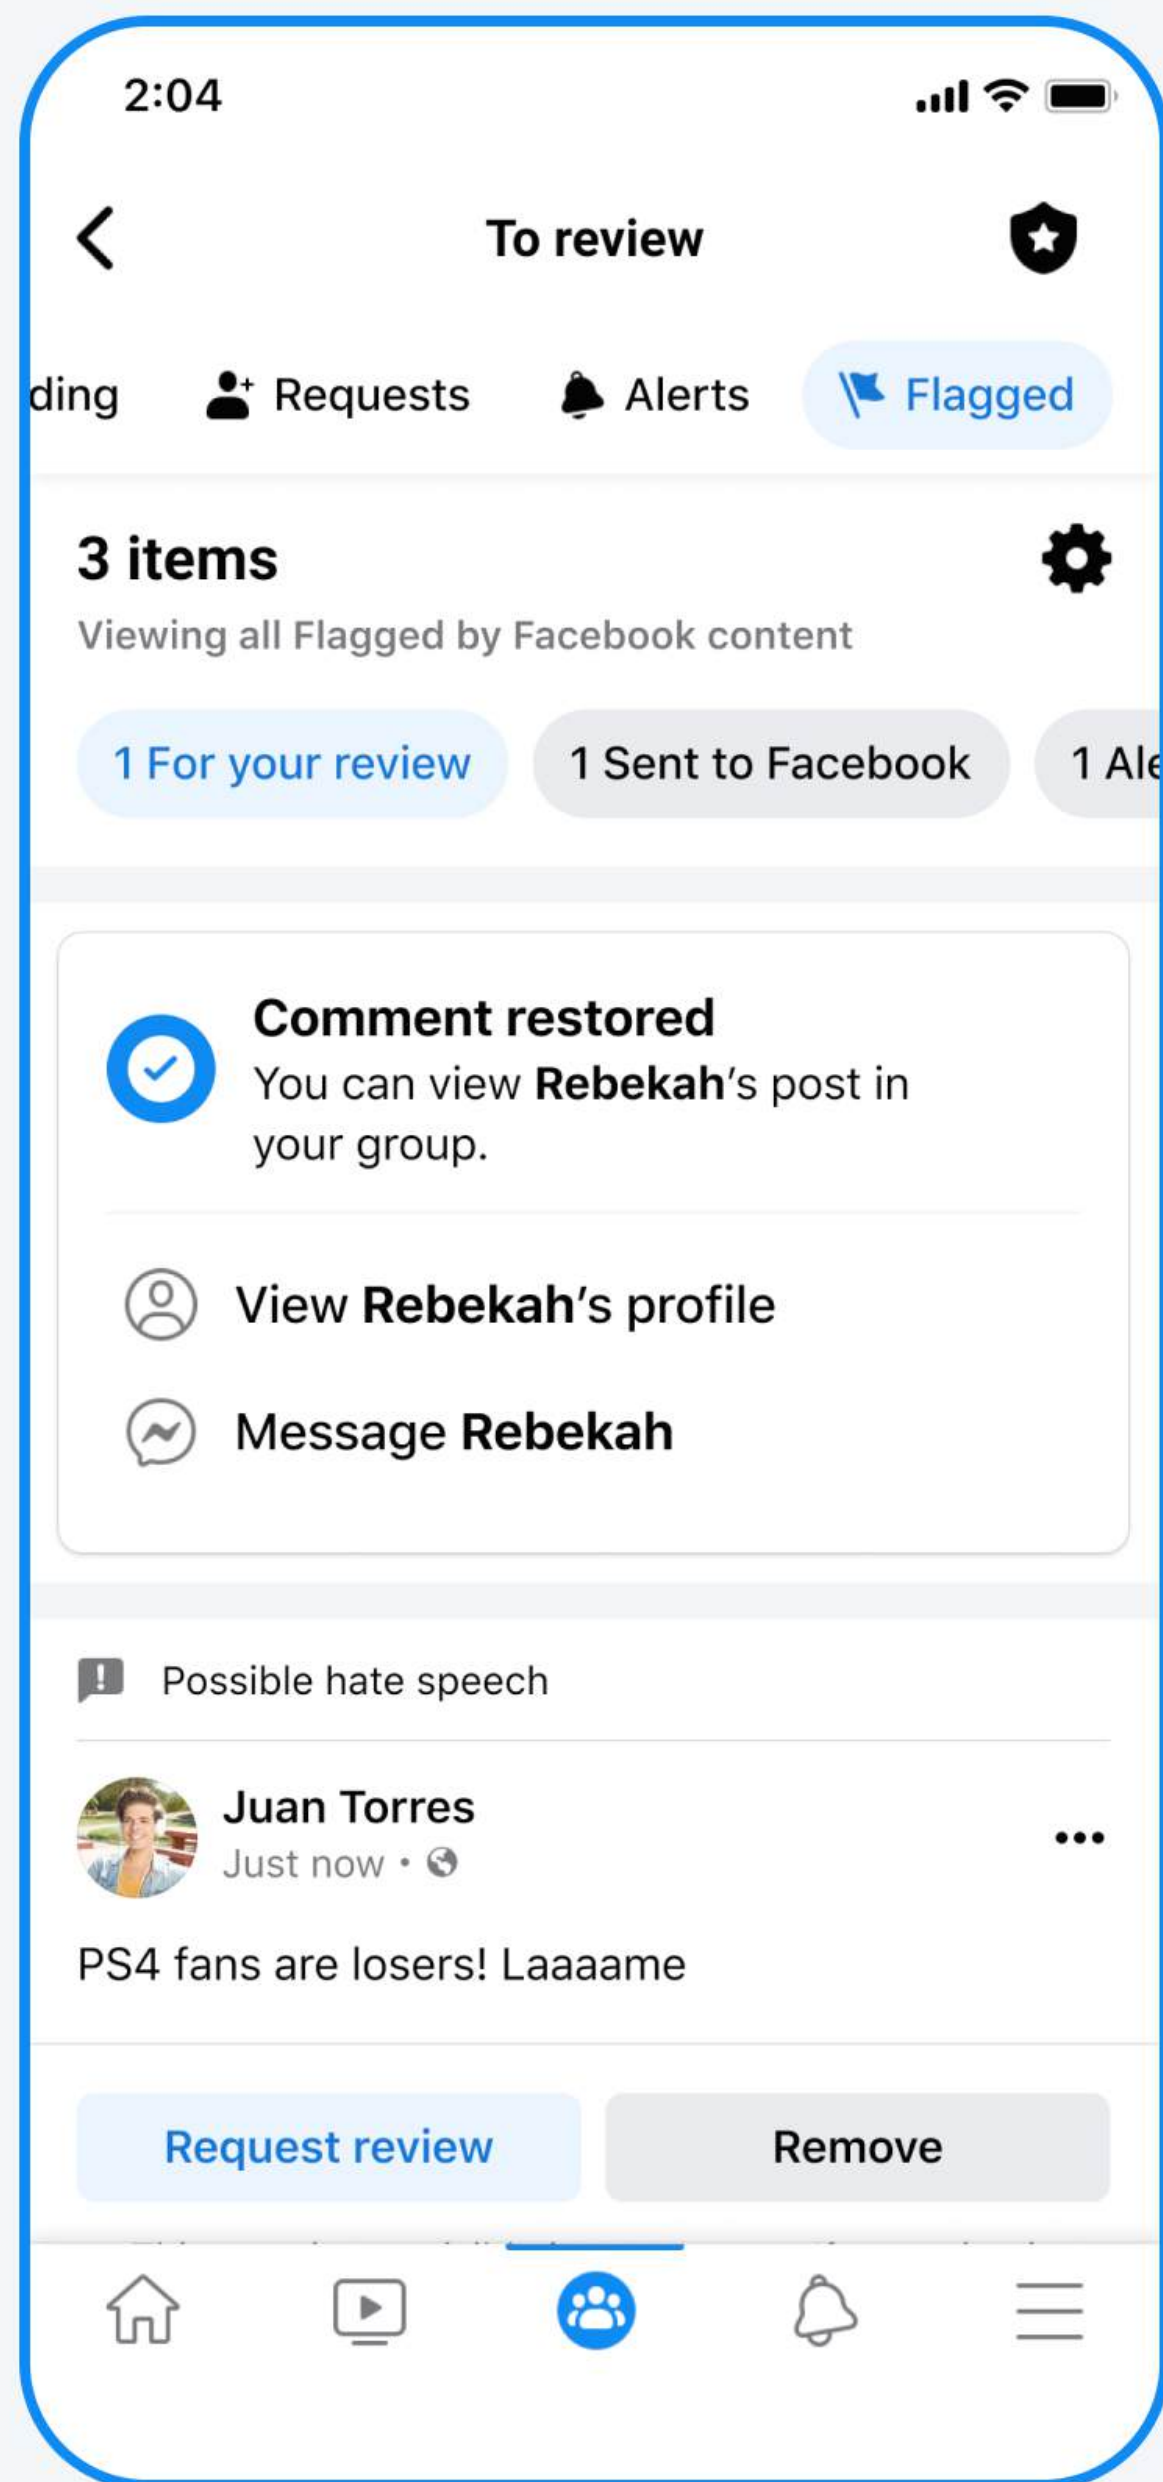 2:04
To review
ding Requests Alerts Flagged
3 items
Viewing all Flagged by Facebook content
1 For your review 1 Sent to Facebook 1 Ale
Comment restored
You can view Rebekah's post in
your group.
View Rebekah's profile
Message Rebekah
Possible hate speech
Juan Torres
Just now •
PS4 fans are losers! Laaaame
Request review Remove